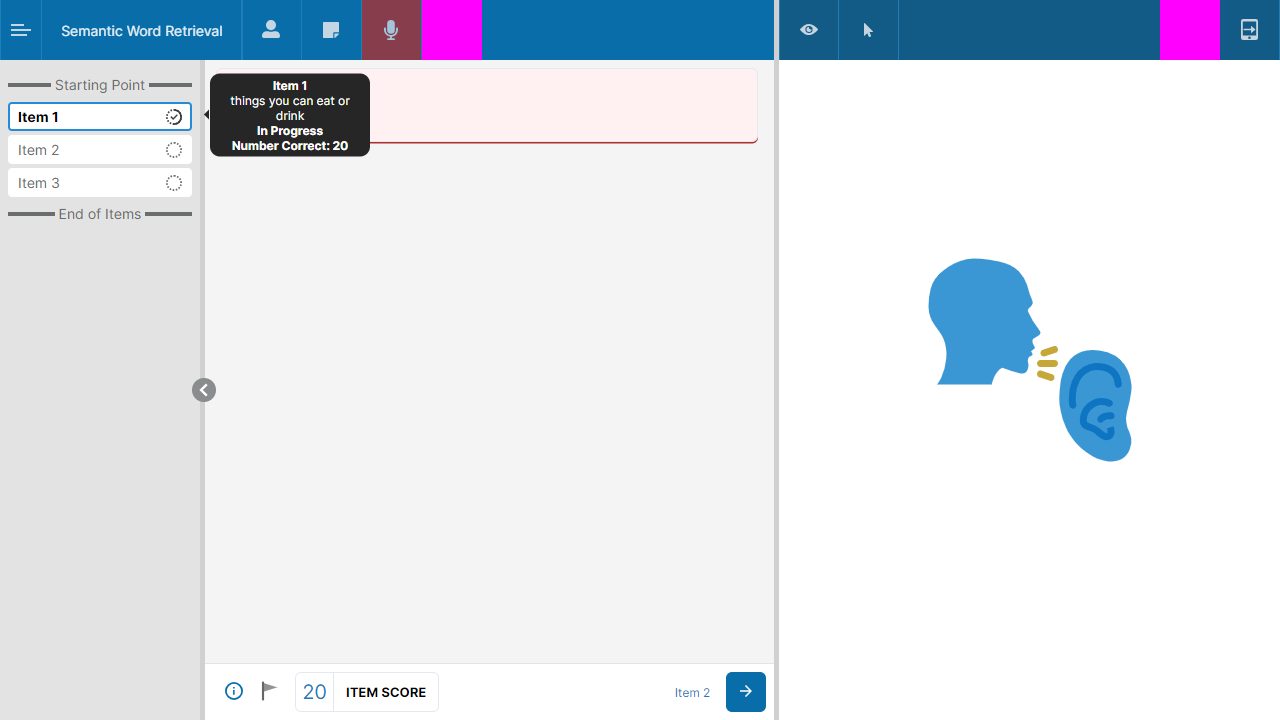 Semantic Word Retrieval
Starting Point
Item 1
Item 2
Item 3
End of Items
Item 1
things you can eat or
drink
In Progress
Number Correct: 20
20 ITEM SCORE
Item 2